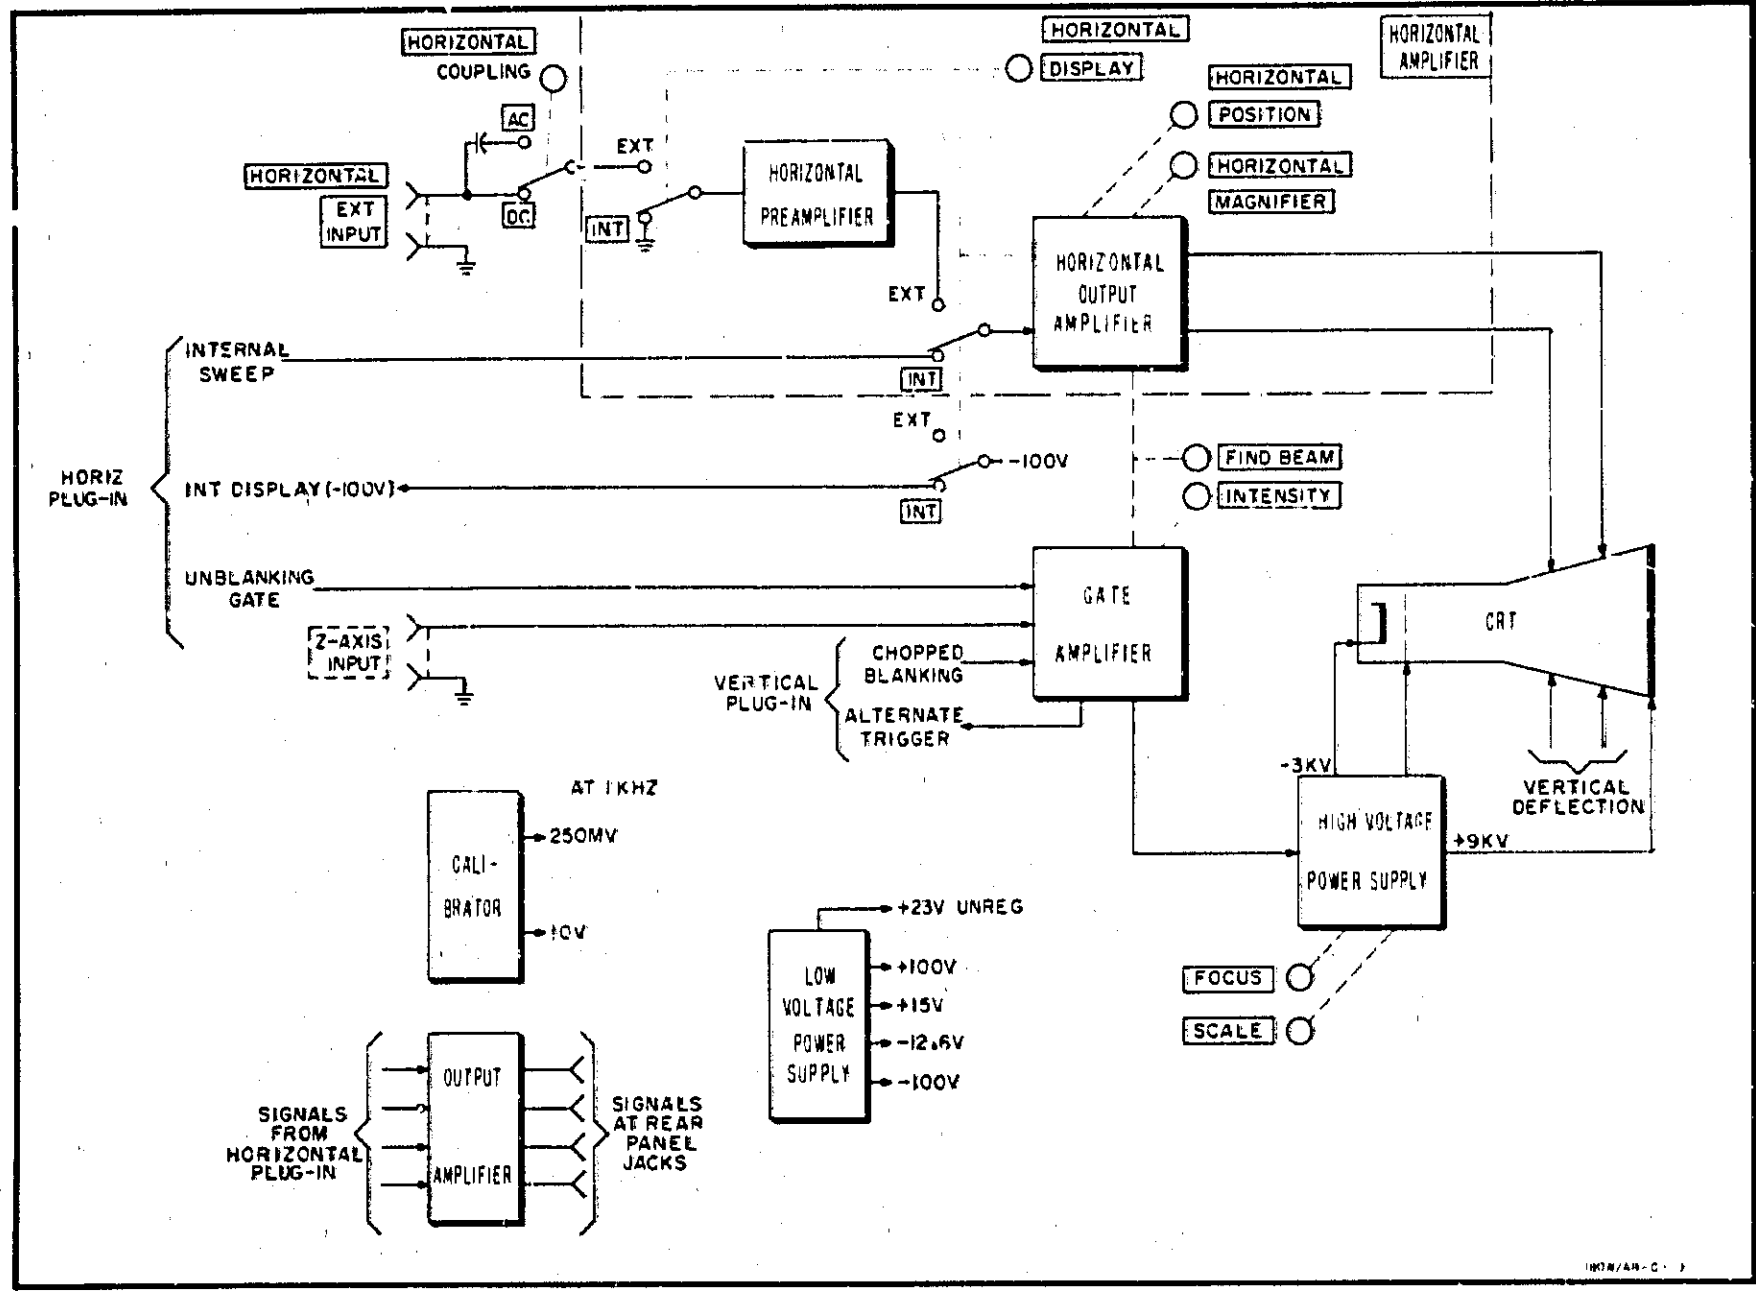 HORIZONTAL
COUPLING
HORIZONTAL
DISPLAY
HORIZONTAL
AMPLIFIER
HORIZONTAL
POSITION
HORIZONTAL
MAGNIFIER
AC
DC
HORIZONTAL
EXT
INPUT
EXT
INT
HORIZONTAL
PREAMPLIFIER
HORIZONTAL
OUTPUT
AMPLIFIER
EXT
INT
HORIZ
PLUG-IN
INTERNAL
SWEEP
EXT
-100V
INT DISPLAY (-100V)
INT
FIND BEAM
INTENSITY
UNBLANKING
GATE
Z-AXIS
INPUT
GATE
AMPLIFIER
VERTICAL
PLUG-IN
CHOPPED
BLANKING
ALTERNATE
TRIGGER
CRT
VERTICAL
DEFLECTION
-3KV
HIGH VOLTAGE
POWER SUPPLY
+9KV
FOCUS
SCALE
AT 1KHZ
CALI-
BRATOR
250MV
10V
+23V UNREG
LOW
VOLTAGE
POWER
SUPPLY
+100V
+15V
-12.6V
-100V
SIGNALS
FROM
HORIZONTAL
PLUG-IN
OUTPUT
AMPLIFIER
SIGNALS
AT REAR
PANEL
JACKS